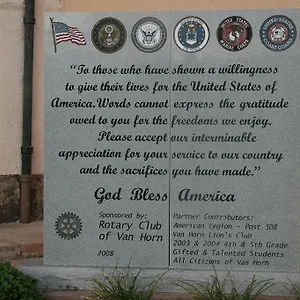 “To those who have shown a willingness
to give their lives for the United States of
America. Words cannot express the gratitude
owed to you for the freedoms we enjoy.
Please accept our interminable
appreciation for your service to our country
and the sacrifices you have made.”
God Bless America
Sponsored by:
Rotary Club
of Van Horn
2008
Partner Contributors:
American Legion - Post 508
Van Horn Lion's Club
2003 & 2004 4th & 5th Grade
Gifted & Talented Students
All Citizens of Van Horn